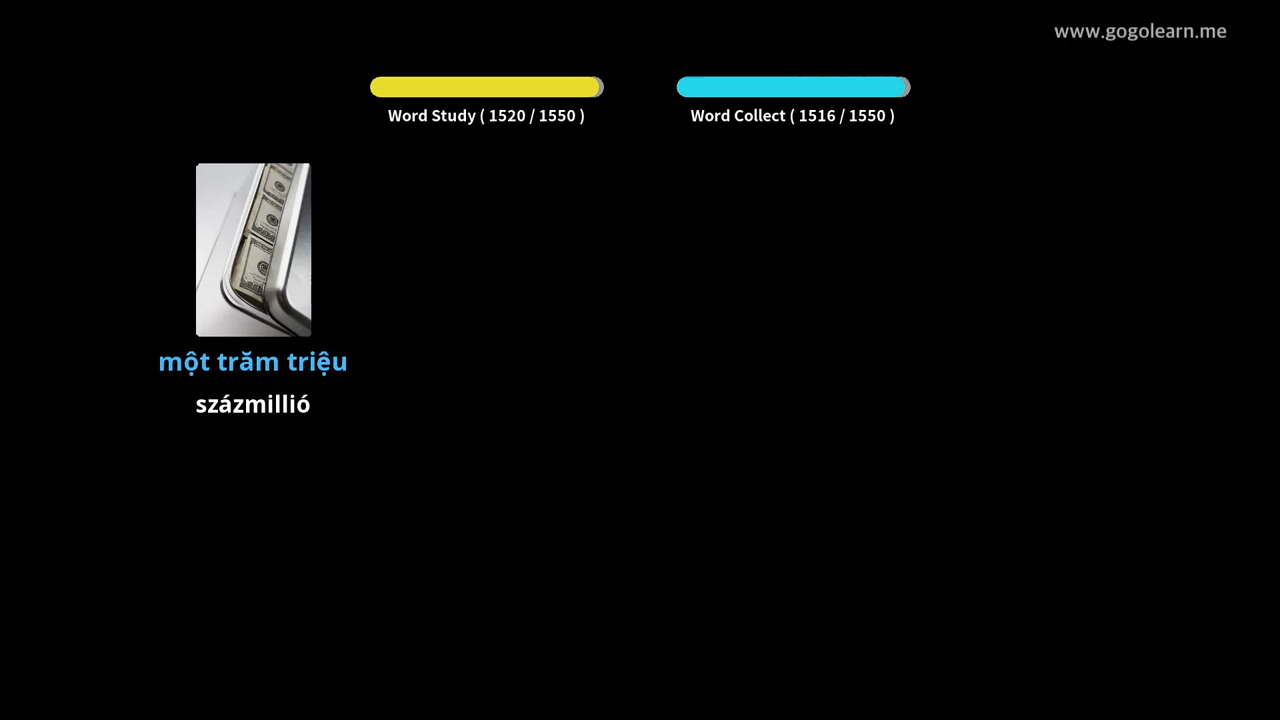 www.gogolearn.me
Word Study ( 1520 / 1550 )
Word Collect ( 1516 / 1550 )
một trăm triệu
százmillió